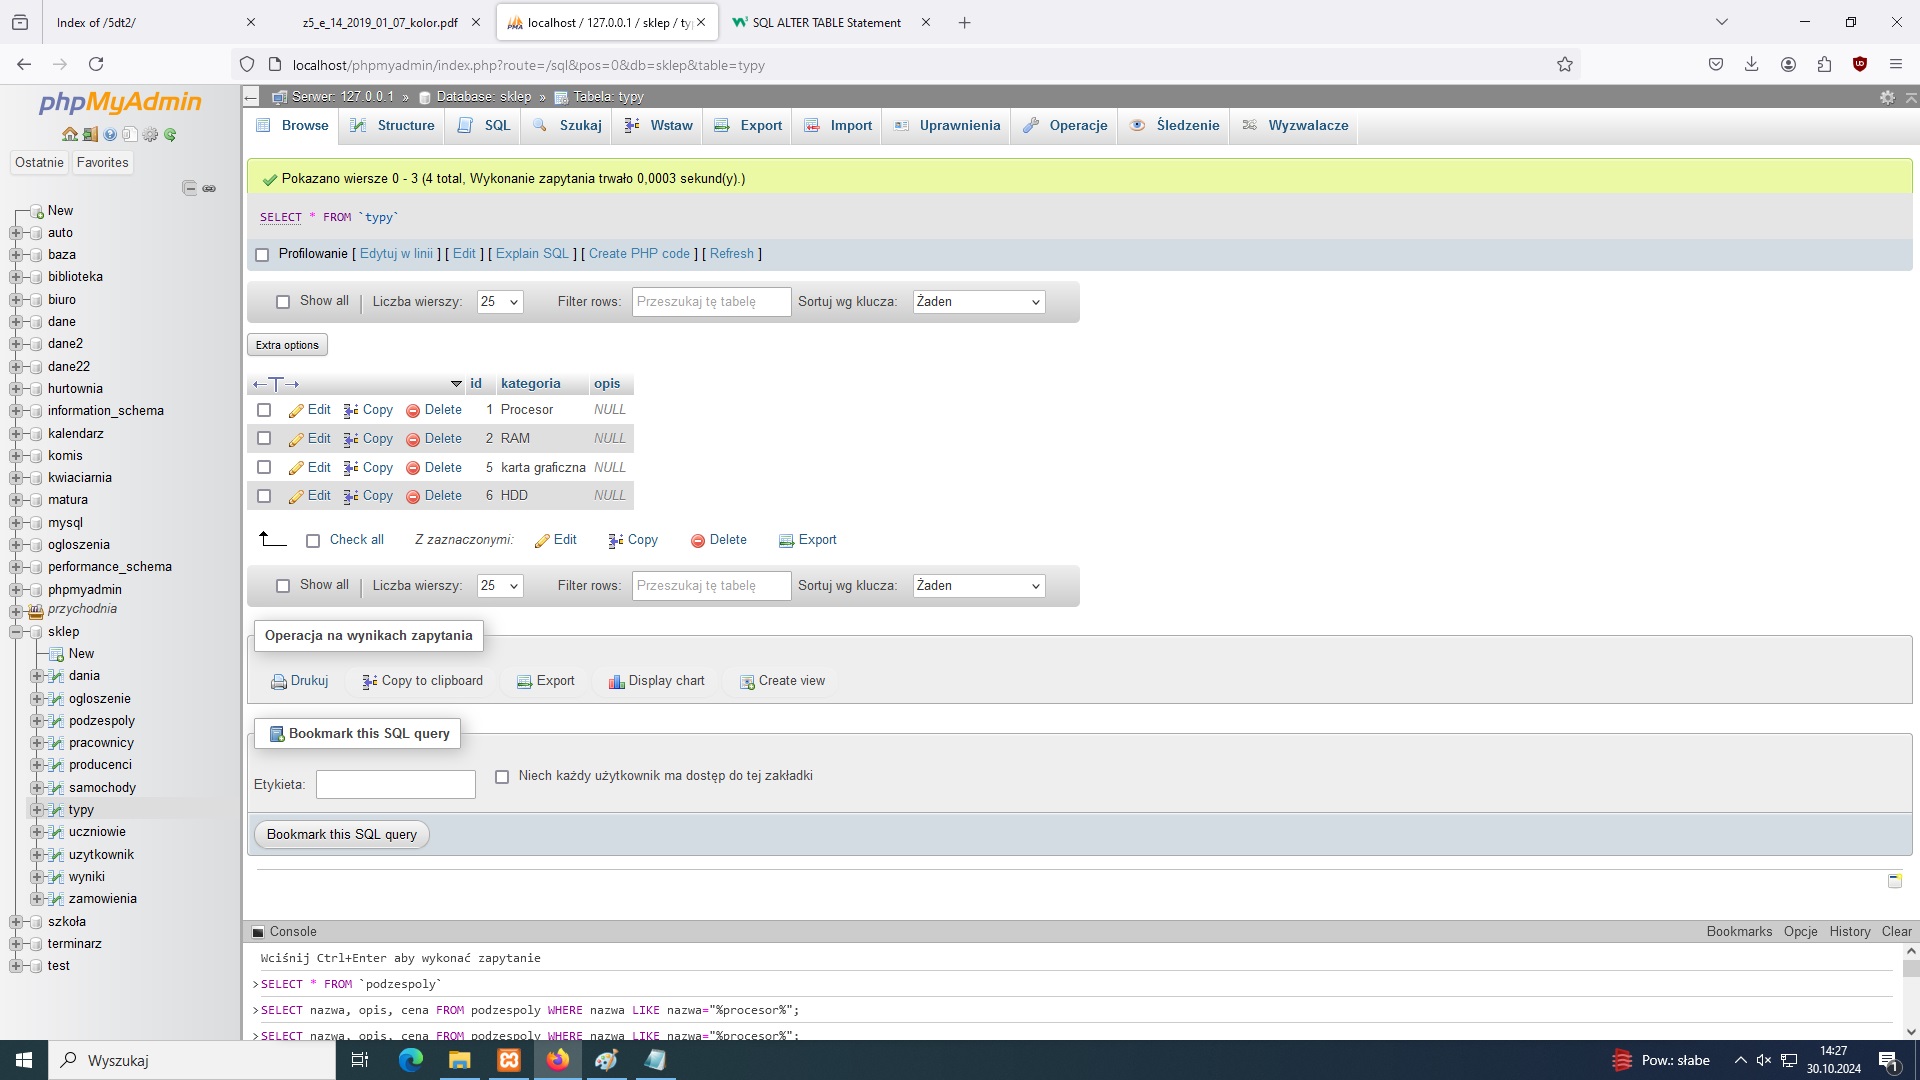 Index of /5dt2/
z5_e_14_2019_01_07_kolor.pdf
localhost / 127.0.0.1 / sklep / ty
SQL ALTER TABLE Statement
localhost/phpmyadmin/index.php?route=/sql&pos=0&db=sklep&table=typy
phpMyAdmin
Ostatnie
Favorites
New
auto
baza
biblioteka
biuro
dane
dane2
dane22
hurtownia
information_schema
kalendarz
komis
kwiaciarnia
matura
mysql
ogloszenia
performance_schema
phpmyadmin
przychodnia
sklep
New
dania
ogloszenie
podzespoly
pracownicy
producenci
samochody
typy
uczniowie
uzytkownik
wyniki
zamowienia
szkoła
terminarz
test
Serwer: 127.0.0.1 » Database: sklep » Tabela: typy
Browse Structure SQL Szukaj Wstaw Export Import Uprawnienia Operacje Śledzenie Wyzwalacze
Pokazano wiersze 0 - 3 (4 total, Wykonanie zapytania trwało 0,0003 sekund(y).)
SELECT * FROM `typy`
Profilowanie [ Edytuj w linii ] [ Edit ] [ Explain SQL ] [ Create PHP code ] [ Refresh ]
Show all Liczba wierszy: 25 Filter rows: Przeszukaj tę tabelę Sortuj wg klucza: Żaden
Extra options
←T→ id kategoria opis
Edit Copy Delete 1 Procesor NULL
Edit Copy Delete 2 RAM NULL
Edit Copy Delete 5 karta graficzna NULL
Edit Copy Delete 6 HDD NULL
Check all Z zaznaczonymi: Edit Copy Delete Export
Show all Liczba wierszy: 25 Filter rows: Przeszukaj tę tabelę Sortuj wg klucza: Żaden
Operacja na wynikach zapytania
Drukuj Copy to clipboard Export Display chart Create view
Bookmark this SQL query
Etykieta: Niech każdy użytkownik ma dostęp do tej zakładki
Bookmark this SQL query
Console Bookmarks Opcje History Clear
Wciśnij Ctrl+Enter aby wykonać zapytanie
>SELECT * FROM `podzespoly`
>SELECT nazwa, opis, cena FROM podzespoly WHERE nazwa LIKE nazwa="%procesor%";
>SELECT nazwa, opis, cena FROM podzespoly WHERE nazwa LIKE nazwa="%procesor%";
Wyszukaj
Pow.: słabe
14:27
30.10.2024
1